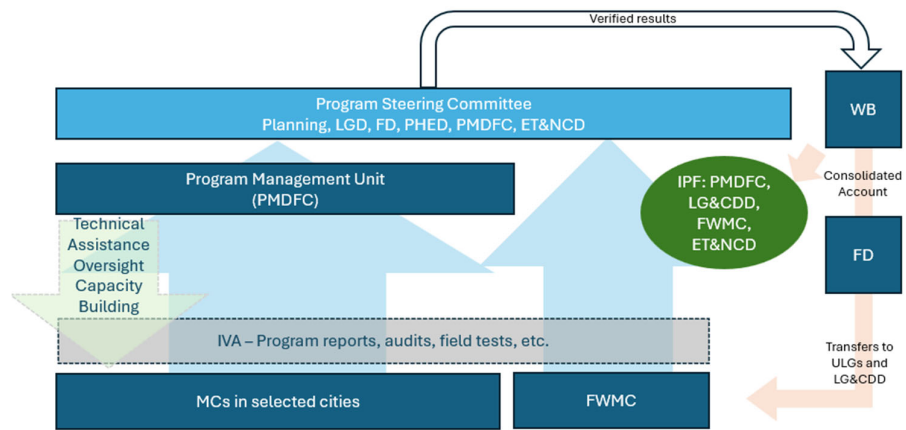 Verified results
Program Steering Committee
Planning, LGD, FD, PHED, PMDFC, ET&NCD
WB
Program Management Unit
(PMDFC)
IPF: PMDFC,
LG&CDD,
FWMC,
ET&NCD
Consolidated
Account
Technical
Assistance
Oversight
Capacity
Building
FD
IVA – Program reports, audits, field tests, etc.
Transfers to
ULGs and
LG&CDD
MCs in selected cities
FWMC